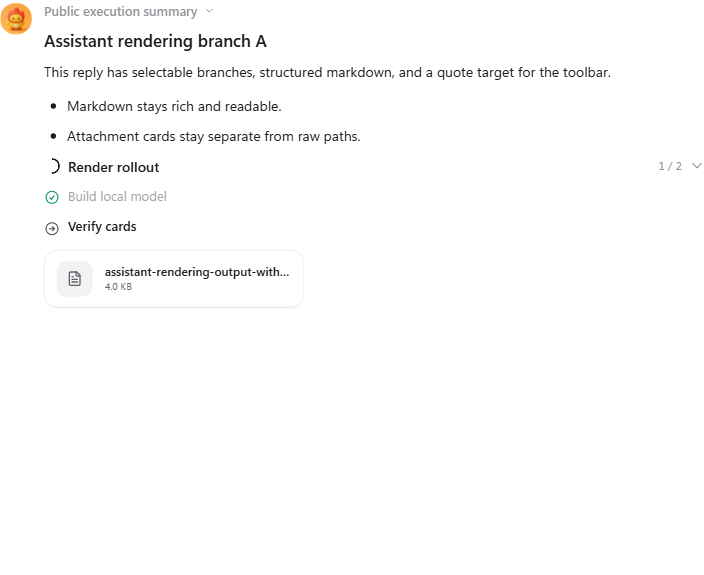 Public execution summary
Assistant rendering branch A
This reply has selectable branches, structured markdown, and a quote target for the toolbar.
Markdown stays rich and readable.
Attachment cards stay separate from raw paths.
Render rollout 1 / 2
Build local model
Verify cards
assistant-rendering-output-with...
4.0 KB